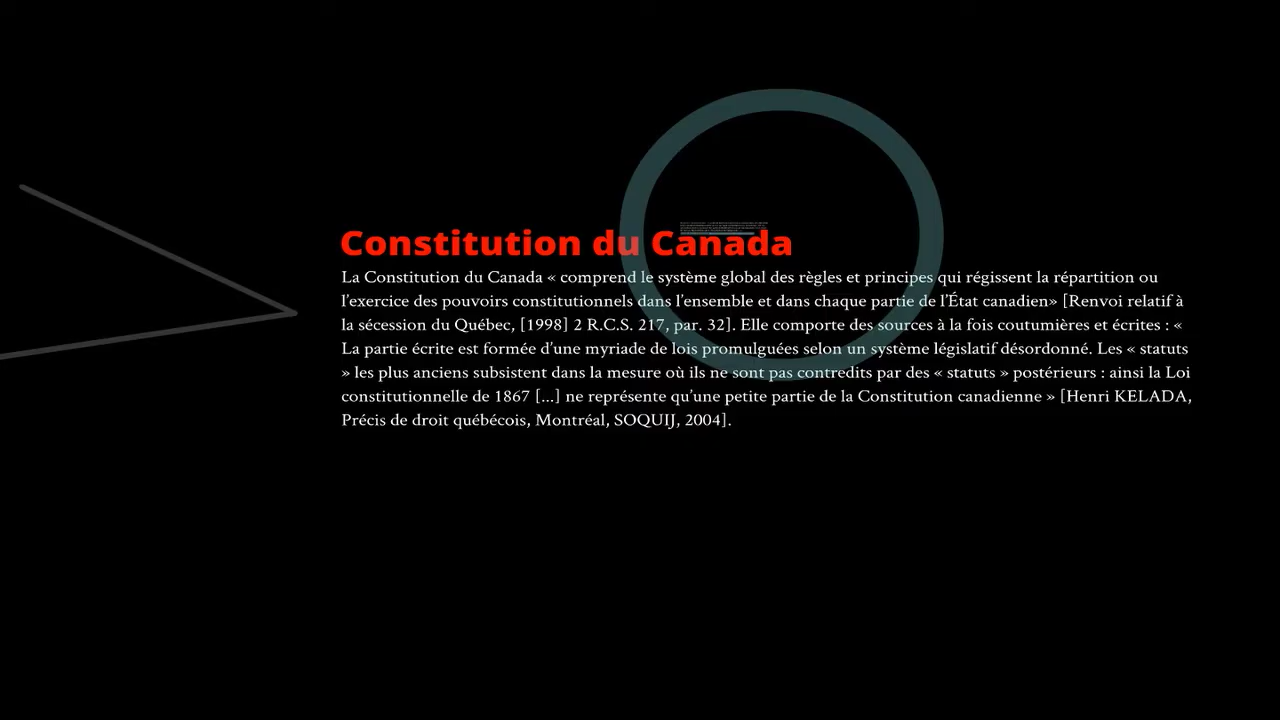 Constitution du Canada
La Constitution du Canada « comprend le système global des règles et principes qui régissent la répartition ou
l’exercice des pouvoirs constitutionnels dans l’ensemble et dans chaque partie de l’État canadien» [Renvoi relatif à
la sécession du Québec, [1998] 2 R.C.S. 217, par. 32]. Elle comporte des sources à la fois coutumières et écrites : «
La partie écrite est formée d’une myriade de lois promulguées selon un système législatif désordonné. Les « statuts
» les plus anciens subsistent dans la mesure où ils ne sont pas contredits par des « statuts » postérieurs : ainsi la Loi
constitutionnelle de 1867 [...] ne représente qu’une petite partie de la Constitution canadienne » [Henri KELADA,
Précis de droit québécois, Montréal, SOQUIJ, 2004].